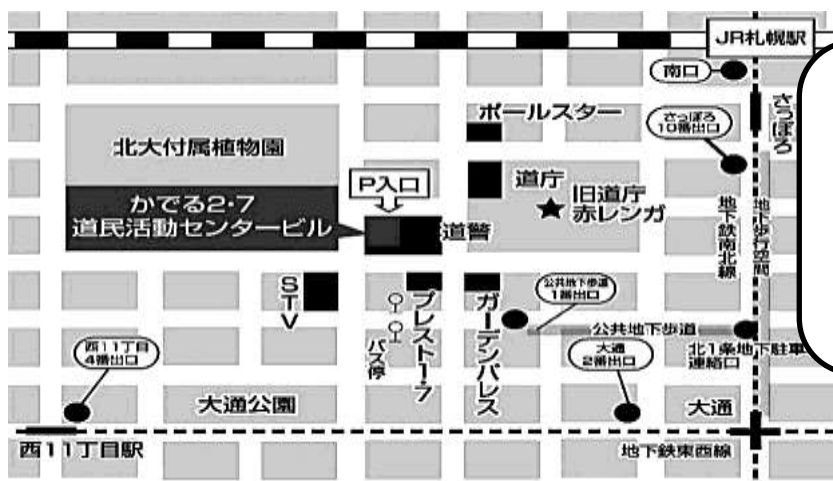 JR札幌駅
南口
さっぽろ
ポールスター
さっぽろ
10番出口
北大付属植物園
P入口
道庁
旧道庁
赤レンガ
かでる2・7
道民活動センタービル
道警
地下鉄南北線
地下歩行空間
STV
バス停
プレスト1・7
ガーデンパレス
公共地下歩道
1番出口
公共地下歩道
北1条地下駐車
連絡口
西11丁目
4番出口
大通
2番出口
大通公園
大通
西11丁目駅
地下鉄東西線